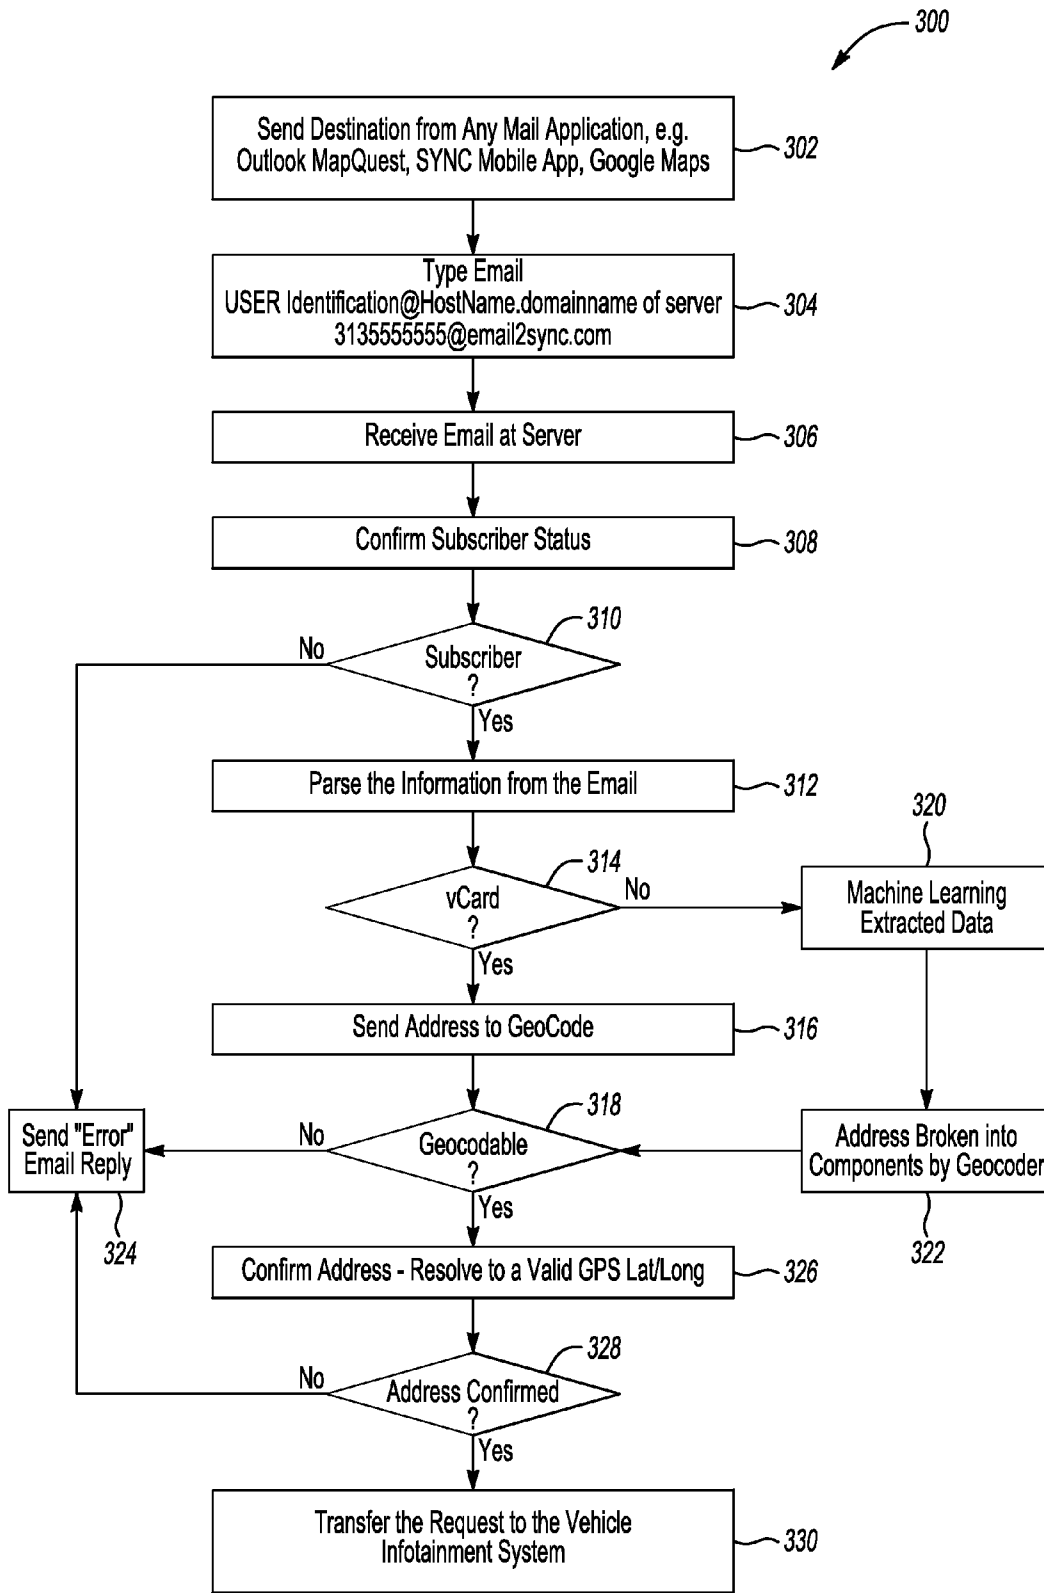 300
Send Destination from Any Mail Application, e.g.
Outlook MapQuest, SYNC Mobile App, Google Maps
302
Type Email
USER Identification@HostName.domainname of server
3135555555@email2sync.com
304
Receive Email at Server
306
Confirm Subscriber Status
308
310
No
Subscriber
?
Yes
Parse the Information from the Email
312
314
vCard
?
No
Yes
320
Machine Learning
Extracted Data
Send Address to GeoCode
316
318
Send "Error"
Email Reply
324
No
Geocodable
?
Yes
Address Broken into
Components by Geocoder
322
Confirm Address - Resolve to a Valid GPS Lat/Long
326
328
No
Address Confirmed
?
Yes
Transfer the Request to the Vehicle
Infotainment System
330